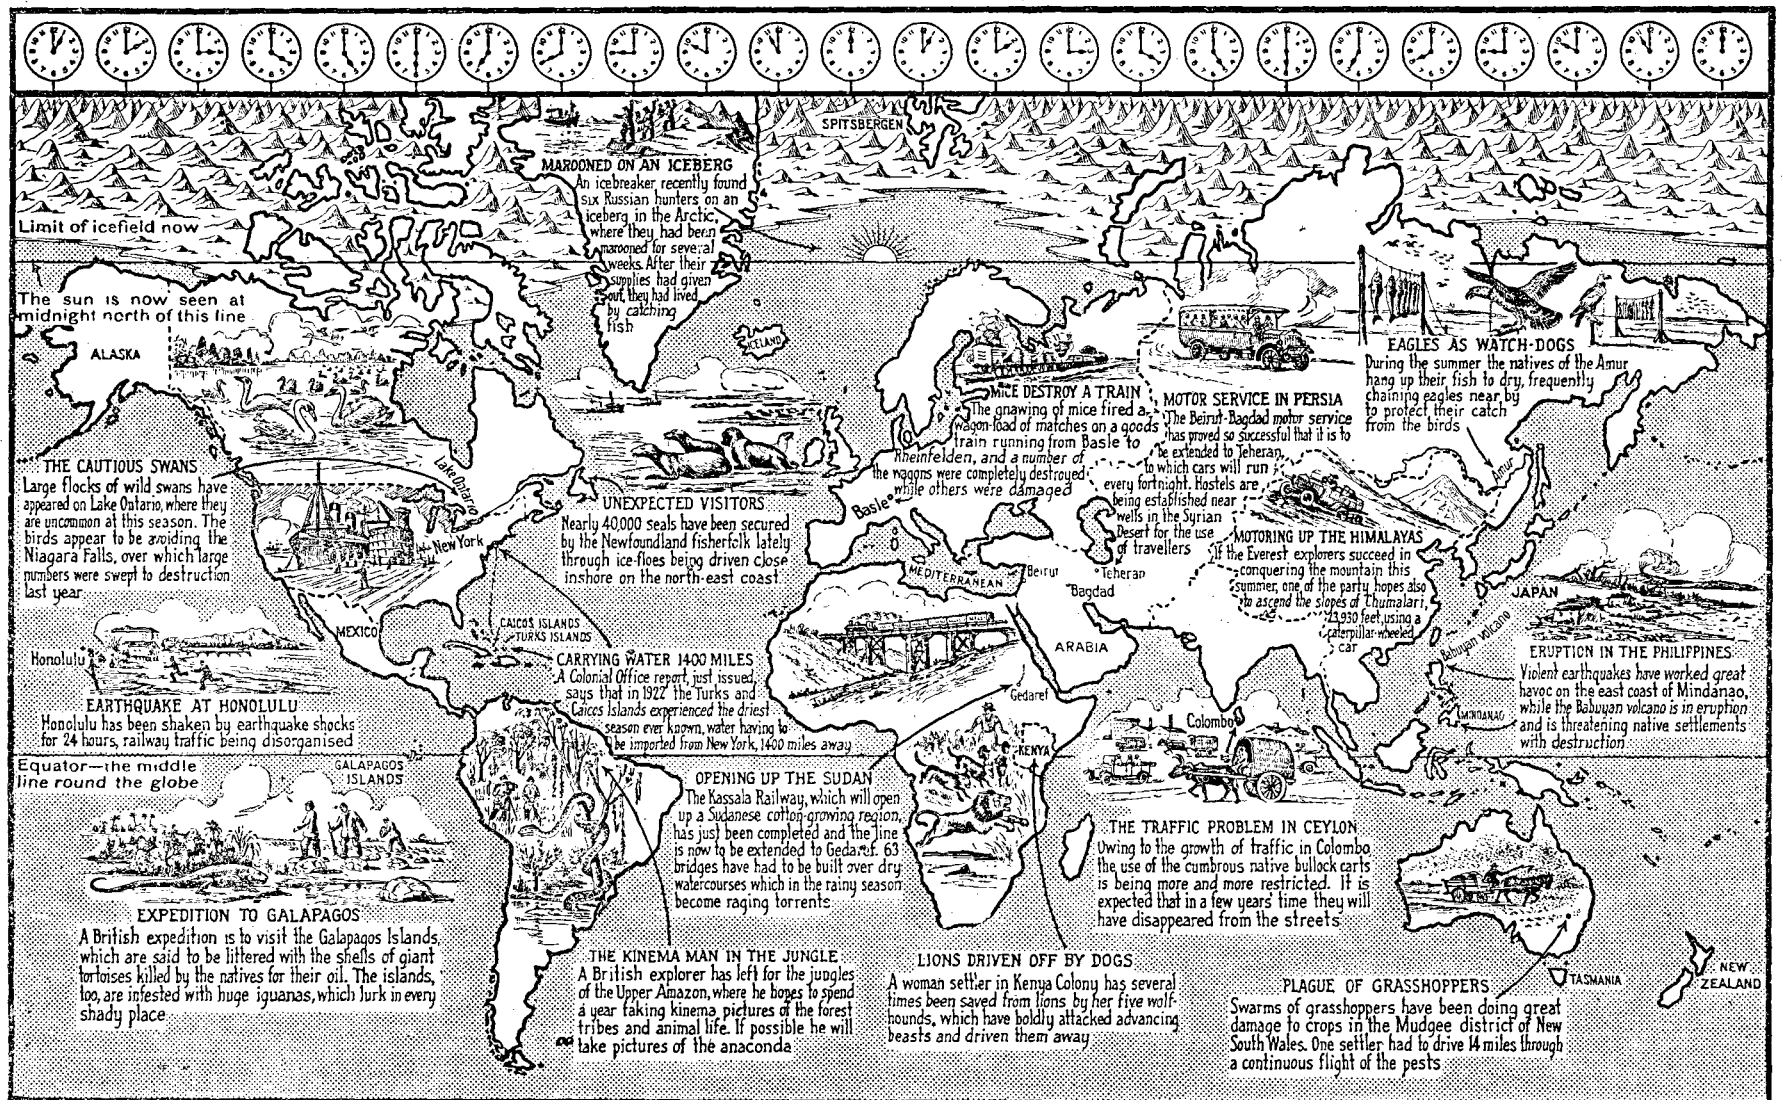 SPITSBERGEN
MAROONED ON AN ICEBERG
An icebreaker recently found
six Russian hunters on an
iceberg in the Arctic,
where they had been
marooned for several
weeks. After their
supplies had given
out, they had lived
by catching
fish
Limit of icefield now
The sun is now seen at
midnight north of this line
ALASKA
ICELAND
EAGLES AS WATCH-DOGS
During the summer the natives of the Amur
hang up their fish to dry, frequently
chaining eagles near by
to protect their catch
from the birds
Amur
MICE DESTROY A TRAIN
The gnawing of mice fired a
wagon-load of matches on a goods
train running from Basle to
Rheinfelden, and a number of
the wagons were completely destroyed
while others were damaged
Basle
MOTOR SERVICE IN PERSIA
The Beirut-Bagdad motor service
has proved so successful that it is to
be extended to Teheran,
to which cars will run
every fortnight. Hostels are
being established near
wells in the Syrian
Desert for the use
of travellers
THE CAUTIOUS SWANS
Large flocks of wild swans have
appeared on Lake Ontario, where they
are uncommon at this season. The
birds appear to be avoiding the
Niagara Falls, over which large
numbers were swept to destruction
last year
Lake Ontario
New York
UNEXPECTED VISITORS
Nearly 40,000 seals have been secured
by the Newfoundland fisherfolk lately
through ice-floes being driven close
inshore on the north-east coast
MOTORING UP THE HIMALAYAS
If the Everest explorers succeed in
conquering the mountain this
summer, one of the party hopes also
to ascend the slopes of Chumalari,
23,930 feet, using a
caterpillar-wheeled
car
MEDITERRANEAN
Beirut
Teheran
Bagdad
ARABIA
JAPAN
Babuyan volcano
MINDANAO
ERUPTION IN THE PHILIPPINES
Violent earthquakes have worked great
havoc on the east coast of Mindanao,
while the Babuyan volcano is in eruption
and is threatening native settlements
with destruction
MEXICO
CAICOS ISLANDS
TURKS ISLANDS
CARRYING WATER 1400 MILES
A Colonial Office report, just issued,
says that in 1922 the Turks and
Caicos Islands experienced the driest
season ever known, water having to
be imported from New York, 1400 miles away
Honolulu
EARTHQUAKE AT HONOLULU
Honolulu has been shaken by earthquake shocks
for 24 hours, railway traffic being disorganised
Gedaref
KENYA
Colombo
Equator—the middle
line round the globe
GALAPAGOS
ISLANDS
OPENING UP THE SUDAN
The Kassala Railway, which will open
up a Sudanese cotton-growing region,
has just been completed and the line
is now to be extended to Gedaref. 63
bridges have had to be built over dry
watercourses which in the rainy season
become raging torrents
THE TRAFFIC PROBLEM IN CEYLON
Owing to the growth of traffic in Colombo
the use of the cumbrous native bullock carts
is being more and more restricted. It is
expected that in a few years' time they will
have disappeared from the streets
EXPEDITION TO GALAPAGOS
A British expedition is to visit the Galapagos Islands,
which are said to be littered with the shells of giant
tortoises killed by the natives for their oil. The islands,
too, are infested with huge iguanas, which lurk in every
shady place
THE KINEMA MAN IN THE JUNGLE
A British explorer has left for the jungles
of the Upper Amazon, where he hopes to spend
a year taking kinema pictures of the forest
tribes and animal life. If possible he will
take pictures of the anaconda
LIONS DRIVEN OFF BY DOGS
A woman settler in Kenya Colony has several
times been saved from lions by her five wolf-
hounds, which have boldly attacked advancing
beasts and driven them away
PLAGUE OF GRASSHOPPERS
Swarms of grasshoppers have been doing great
damage to crops in the Mudgee district of New
South Wales. One settler had to drive 14 miles through
a continuous flight of the pests
TASMANIA
NEW
ZEALAND